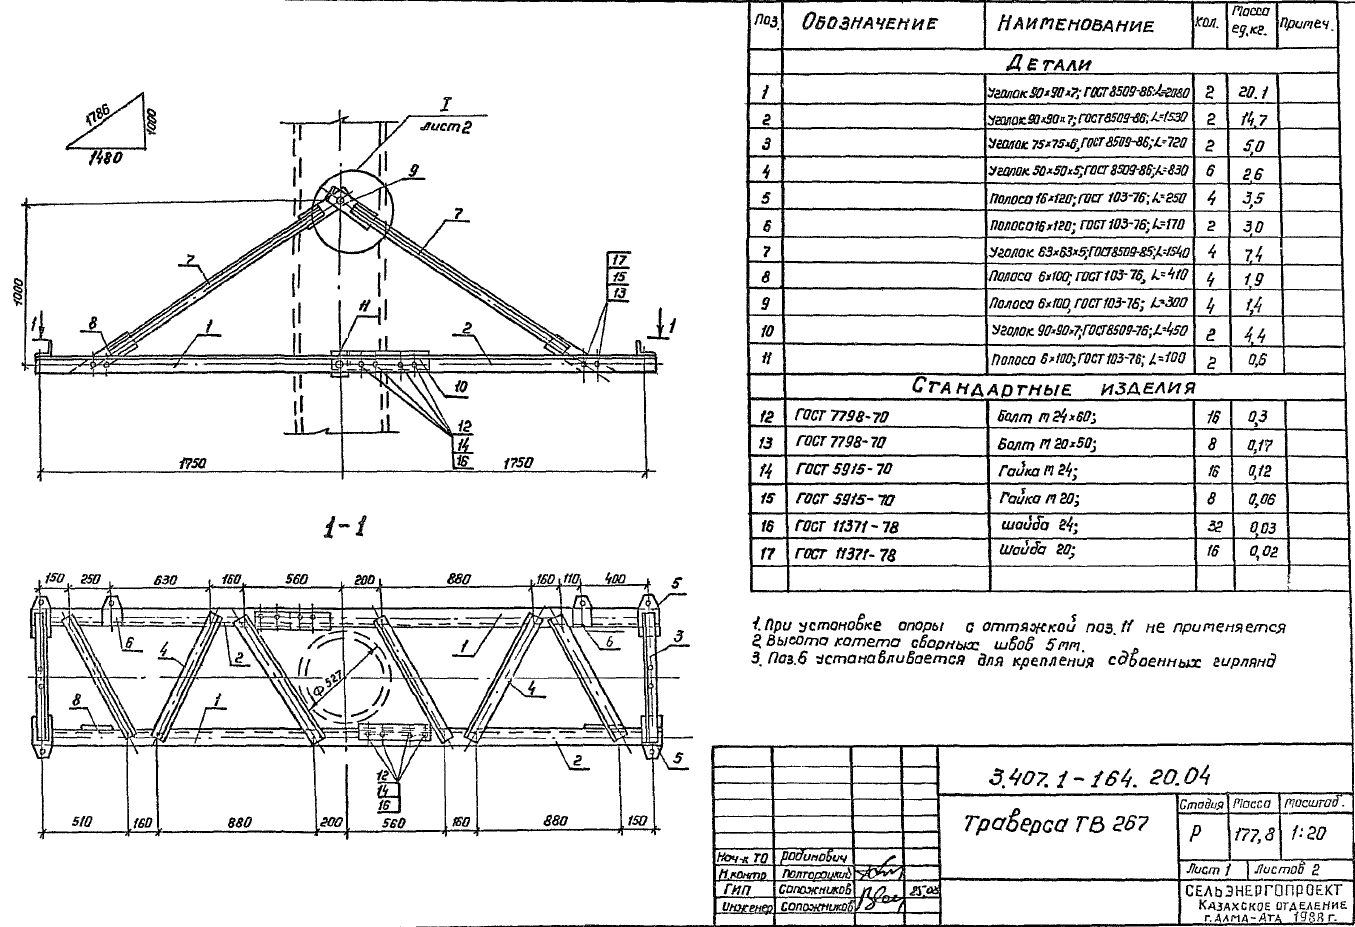 1786
1000
1480
I
лист 2
9
7
7
1000
17
15
13
1
8
1
11
2
1
10
12
14
16
1750
1750
1-1
150 250 630 160 560 200 880 160 110 400
5
6
4
2
1
6
3
Ф 527
4
8
1
2
5
12
14
16
510 160 880 200 560 160 880 150
Поз. Обозначение Наименование Кол. Масса ед.кг. Примеч.
Детали
1 Уголок 90×90×7; ГОСТ 8509-86; L=2080 2 20.1
2 Уголок 90×90×7; ГОСТ 8509-86; L=1530 2 14,7
3 Уголок 75×75×6, ГОСТ 8509-86; L=720 2 5,0
4 Уголок 50×50×5; ГОСТ 8509-86; L=830 6 2,6
5 Полоса 16×120; ГОСТ 103-76; L=250 4 3,5
6 Полоса 16×120; ГОСТ 103-76; L=170 2 3,0
7 Уголок 63×63×5; ГОСТ 8509-86; L=1540 4 7,4
8 Полоса 6×100; ГОСТ 103-76, L=410 4 1,9
9 Полоса 6×100, ГОСТ 103-76; L=300 4 1,4
10 Уголок 90×90×7; ГОСТ 8509-76; L=450 2 4,4
11 Полоса 6×100; ГОСТ 103-76; L=100 2 0,6
Стандартные изделия
12 ГОСТ 7798-70 Болт М 24×60; 16 0,3
13 ГОСТ 7798-70 Болт М 20×50; 8 0,17
14 ГОСТ 5915-70 Гайка М 24; 16 0,12
15 ГОСТ 5915-70 Гайка М 20; 8 0,06
16 ГОСТ 11371-78 шайба 24; 32 0,03
17 ГОСТ 11371-78 шайба 20; 16 0,02
1. При установке опоры с оттяжской поз. 11 не применяется
2. Высота катета сварных швов 5 мм.
3. Поз. 6 устанавливается для крепления сдвоенных гирлянд
3.407.1-164. 20.04
Траверса ТВ 267
Стадия Масса Масштаб.
Р 177,8 1:20
Лист 1 Листов 2
Нач-к ТО Родинович
Н.контр Полторацкий
ГИП Сапожников 25.08
Инженер Сапожников
СЕЛЬЭНЕРГОПРОЕКТ
КАЗАХСКОЕ ОТДЕЛЕНИЕ
г. АЛМА-АТА 1988 г.